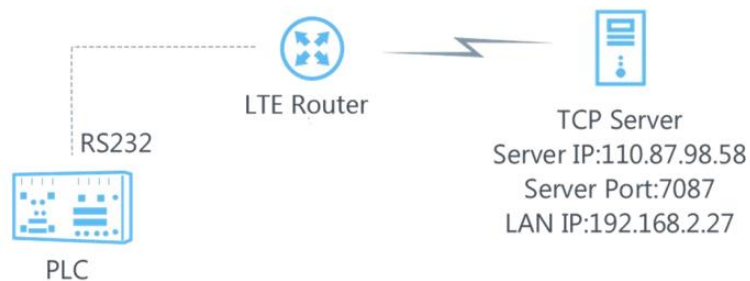 LTE Router
RS232
PLC
TCP Server
Server IP:110.87.98.58
Server Port:7087
LAN IP:192.168.2.27